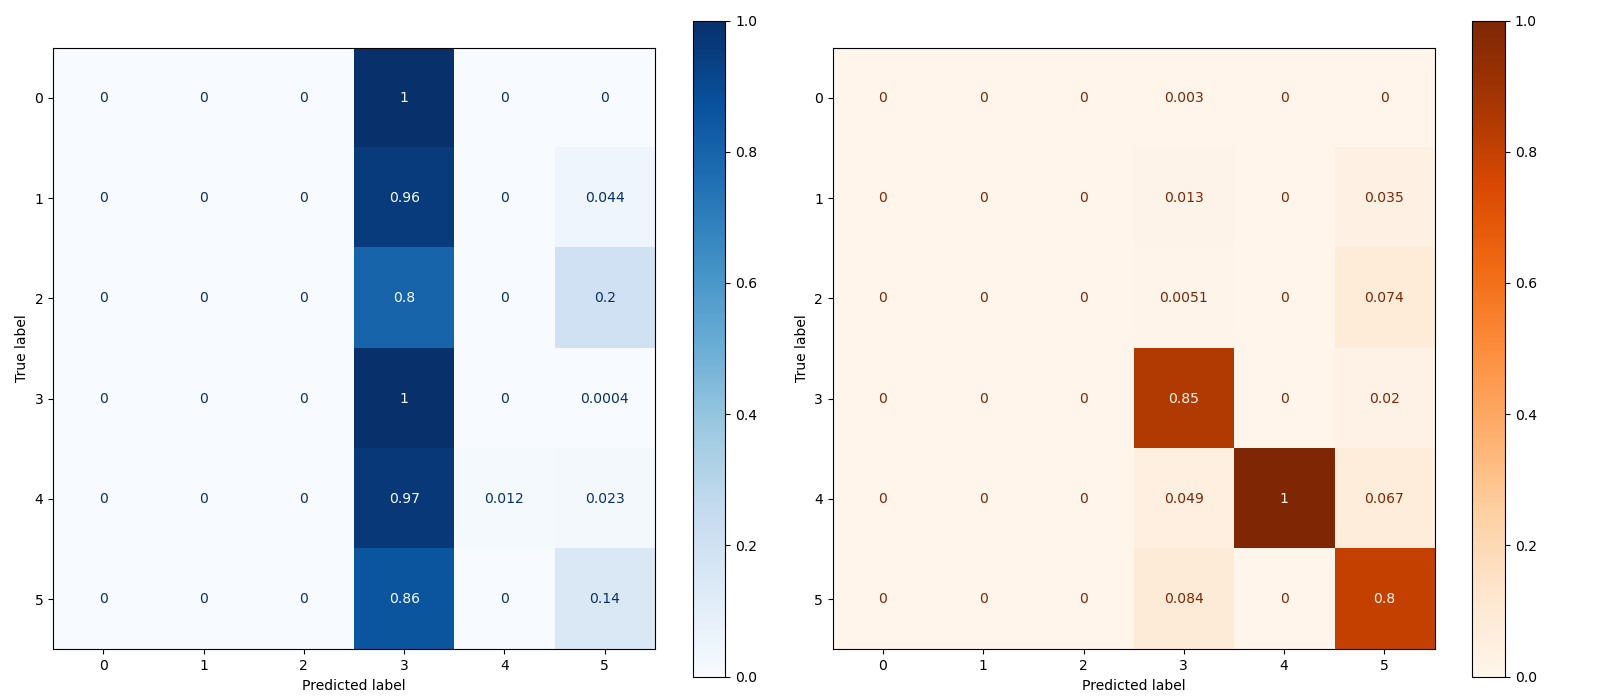 0 0 0 0 1 0 0
1 0 0 0 0.96 0 0.044
2 0 0 0 0.8 0 0.2
3 0 0 0 1 0 0.0004
4 0 0 0 0.97 0.012 0.023
5 0 0 0 0.86 0 0.14
0 1 2 3 4 5
True label
Predicted label
1.0
0.8
0.6
0.4
0.2
0.0
0 0 0 0 0.003 0 0
1 0 0 0 0.013 0 0.035
2 0 0 0 0.0051 0 0.074
3 0 0 0 0.85 0 0.02
4 0 0 0 0.049 1 0.067
5 0 0 0 0.084 0 0.8
0 1 2 3 4 5
True label
Predicted label
1.0
0.8
0.6
0.4
0.2
0.0